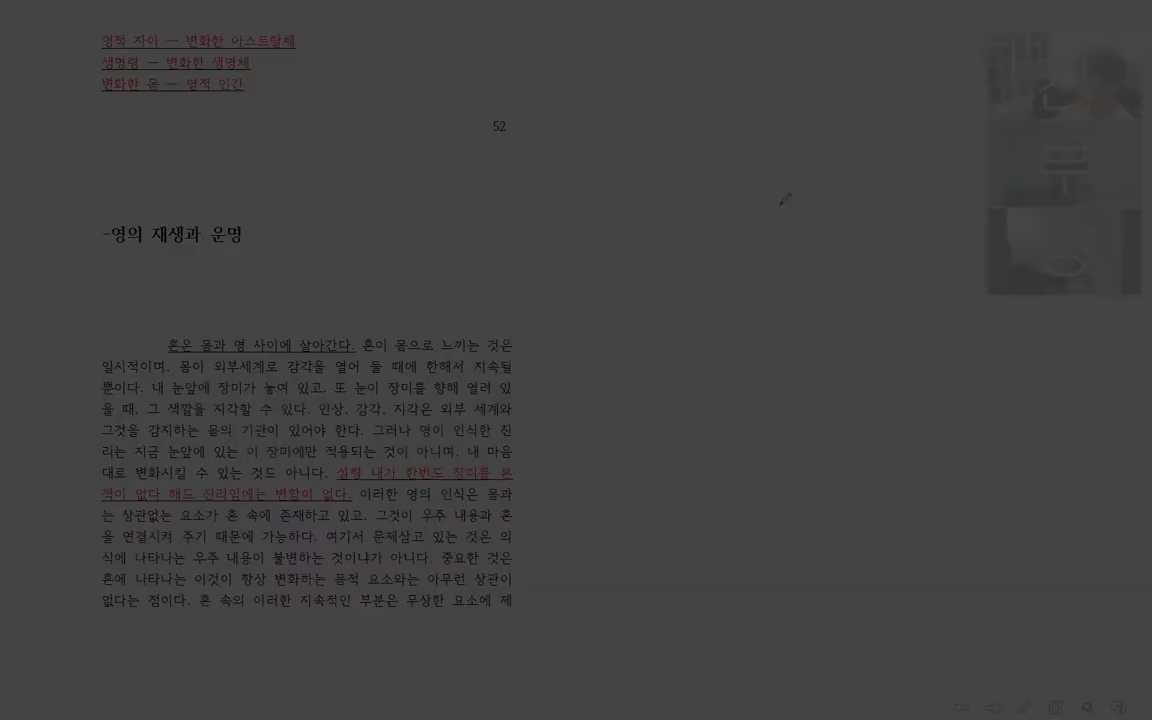 영적 자아 — 변화한 아스트랄체
생명령 — 변화한 생명체
변화한 몸 — 영적 인간
52
-영의 재생과 운명
혼은 몸과 영 사이에 살아간다. 혼이 몸으로 느끼는 것은
일시적이며, 몸이 외부세계로 감각을 열어 둘 때에 한해서 지속될
뿐이다. 내 눈앞에 장미가 놓여 있고, 또 눈이 장미를 향해 열려 있
을 때, 그 색깔을 지각할 수 있다. 인상, 감각, 지각은 외부 세계와
그것을 감지하는 몸의 기관이 있어야 한다. 그러나 영이 인식한 진
리는 지금 눈앞에 있는 이 장미에만 적용되는 것이 아니며, 내 마음
대로 변화시킬 수 있는 것도 아니다. 설령 내가 한번도 장미를 본
적이 없다 해도 진리임에는 변함이 없다. 이러한 영의 인식은 몸과
는 상관없는 요소가 혼 속에 존재하고 있고, 그것이 우주 내용과 혼
을 연결시켜 주기 때문에 가능하다. 여기서 문제삼고 있는 것은 의
식에 나타나는 우주 내용이 불변하는 것이냐가 아니다. 중요한 것은
혼에 나타나는 이것이 항상 변화하는 몸적 요소와는 아무런 상관이
없다는 점이다. 혼 속의 이러한 지속적인 부분은 무상한 요소에 제